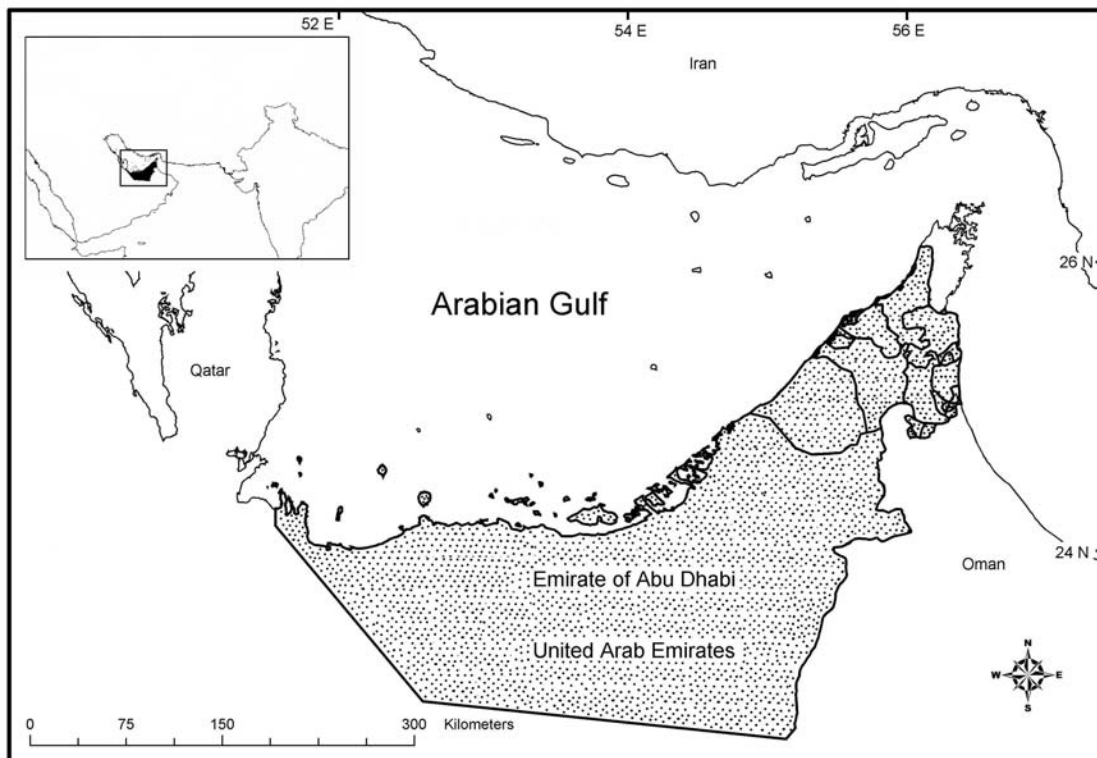 52 E
54 E
56 E
Iran
26 N
Arabian Gulf
Qatar
24 N
Oman
Emirate of Abu Dhabi
United Arab Emirates
N
W
E
S
0
75
150
300
Kilometers